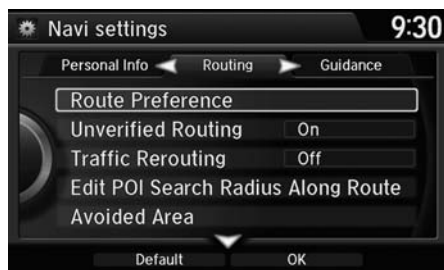 Navi settings 9:30
Personal Info Routing Guidance
Route Preference
Unverified Routing On
Traffic Rerouting Off
Edit POI Search Radius Along Route
Avoided Area
Default OK